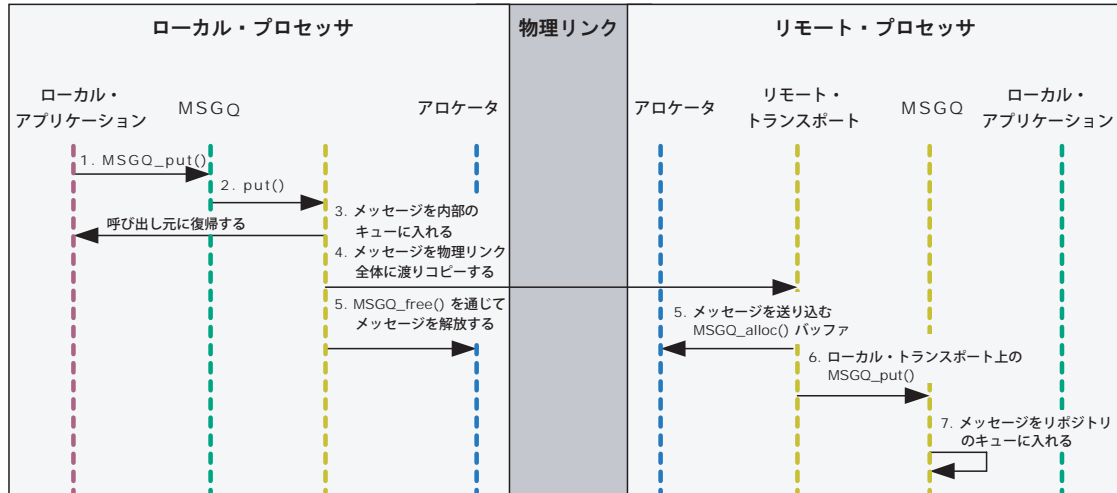 ローカル・プロセッサ
物理リンク
リモート・プロセッサ
ローカル・
アプリケーション
MSGQ
アロケータ
アロケータ
リモート・
トランスポート
MSGQ
ローカル・
アプリケーション
1. MSGQ_put()
2. put()
呼び出し元に復帰する
3. メッセージを内部の
キューに入れる
4. メッセージを物理リンク
全体に渡りコピーする
5. MSGQ_free() を通じて
メッセージを解放する
5. メッセージを送り込む
MSGQ_alloc() バッファ
6. ローカル・トランスポート上の
MSGQ_put()
7. メッセージをリポジトリ
のキューに入れる